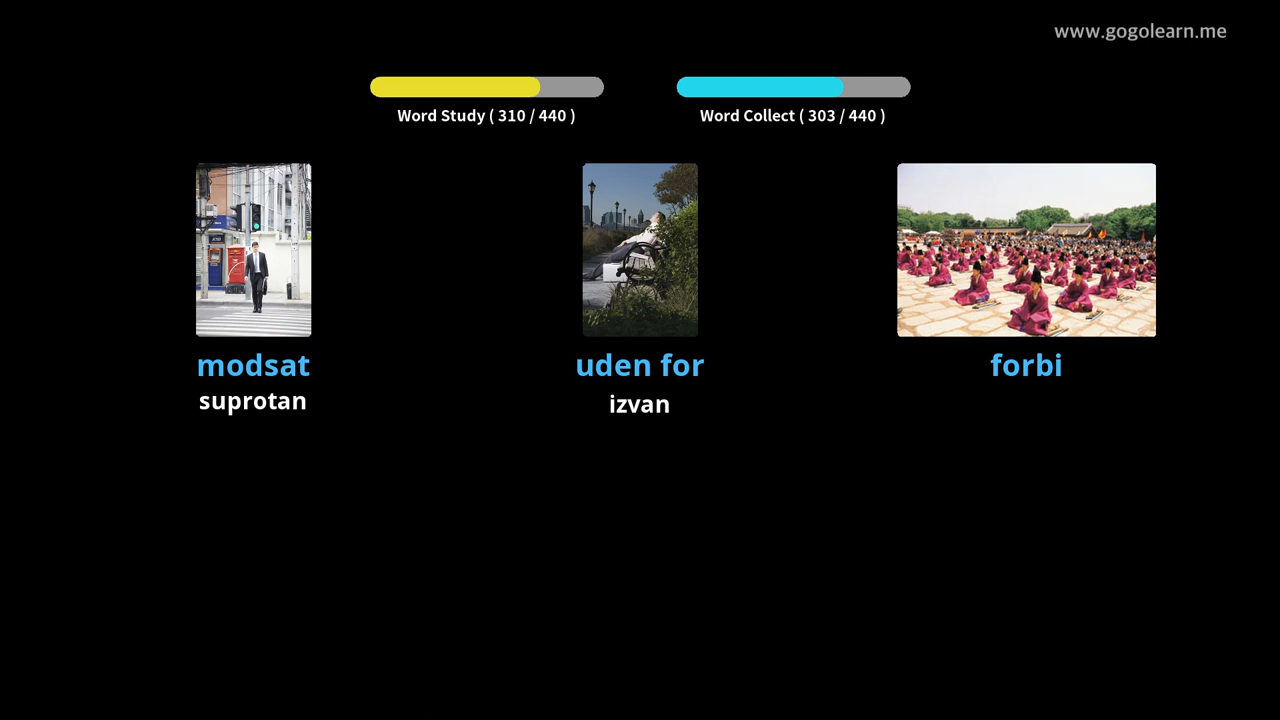 www.gogolearn.me
Word Study ( 310 / 440 )
Word Collect ( 303 / 440 )
modsat
suprotan
uden for
izvan
forbi